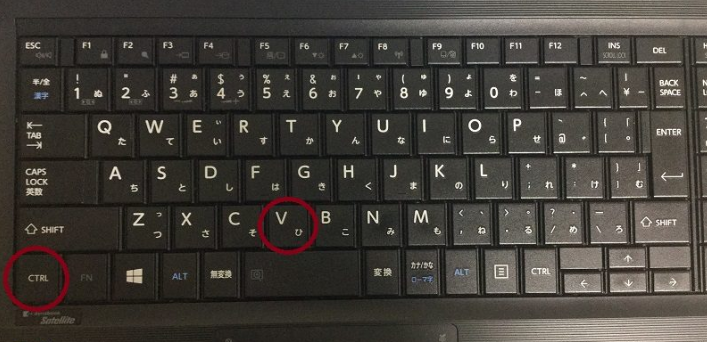 ESC F1 F2 F3 F4 F5 F6 F7 F8 F9 F10 F11 F12 INS DEL
半/全 漢字 ! 1 ぬ " 2 ふ # 3 ぁ あ $ 4 ぅ う % 5 ぇ え & 6 ぉ お ' 7 ゃ や ( 8 ゅ ゆ ) 9 ょ よ を 0 わ = - ほ ~ ^ へ | ¥ ー BACK SPACE
TAB Q た W て E ぃ い R す T か Y ん U な I に O ら P せ ` @ ゛ { 「 [ ゜ ENTER
CAPS LOCK 英数 A ち S と D し F は G き H く J ま K の L り + ; れ * : け } 」 ] む
SHIFT Z っ つ X さ C そ V ひ B こ N み M も < 、 , ね > 。 . る ? ・ / め _ \ ろ SHIFT
CTRL FN ALT 無変換 変換 カナ/かな ローマ字 ALT CTRL
Satellite